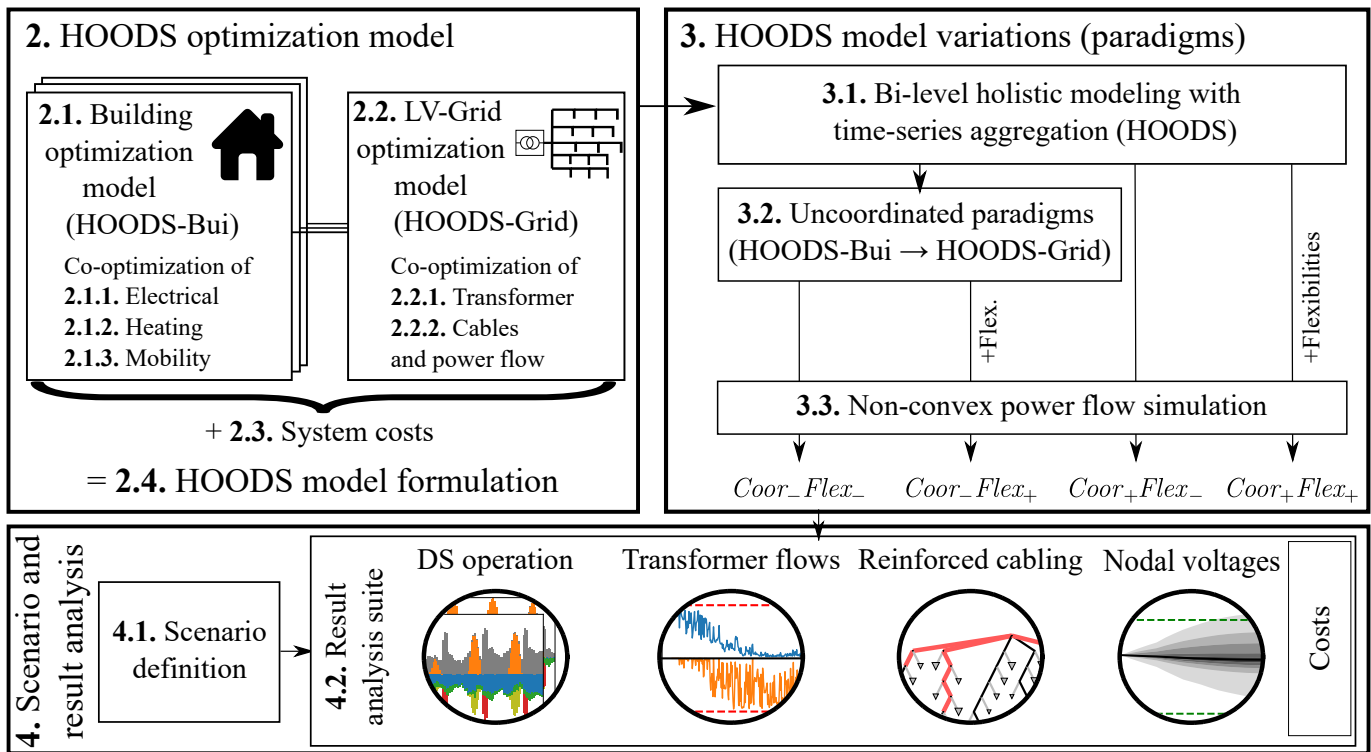 2. HOODS optimization model
2.1. Building
optimization
model
(HOODS-Bui)
Co-optimization of
2.1.1. Electrical
2.1.2. Heating
2.1.3. Mobility
2.2. LV-Grid
optimization
model
(HOODS-Grid)
Co-optimization of
2.2.1. Transformer
2.2.2. Cables
and power flow
+ 2.3. System costs
= 2.4. HOODS model formulation
3. HOODS model variations (paradigms)
3.1. Bi-level holistic modeling with
time-series aggregation (HOODS)
3.2. Uncoordinated paradigms
(HOODS-Bui → HOODS-Grid)
+Flex.
+Flexibilities
3.3. Non-convex power flow simulation
Coor₋Flex₋
Coor₋Flex₊
Coor₊Flex₋
Coor₊Flex₊
4. Scenario and
result analysis
4.1. Scenario
definition
4.2. Result
analysis suite
DS operation
Transformer flows
Reinforced cabling
Nodal voltages
Costs